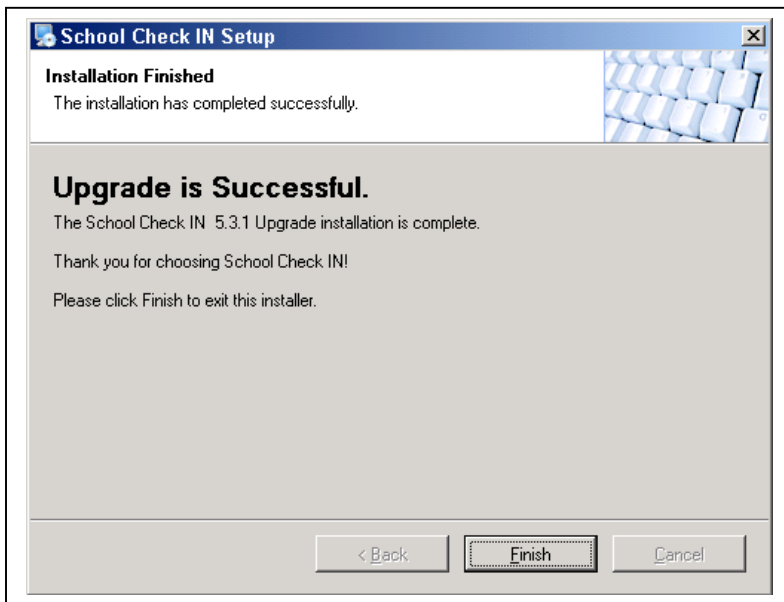 School Check IN Setup
Installation Finished
The installation has completed successfully.
Upgrade is Successful.
The School Check IN  5.3.1 Upgrade installation is complete.
Thank you for choosing School Check IN!
Please click Finish to exit this installer.
< Back
Finish
Cancel